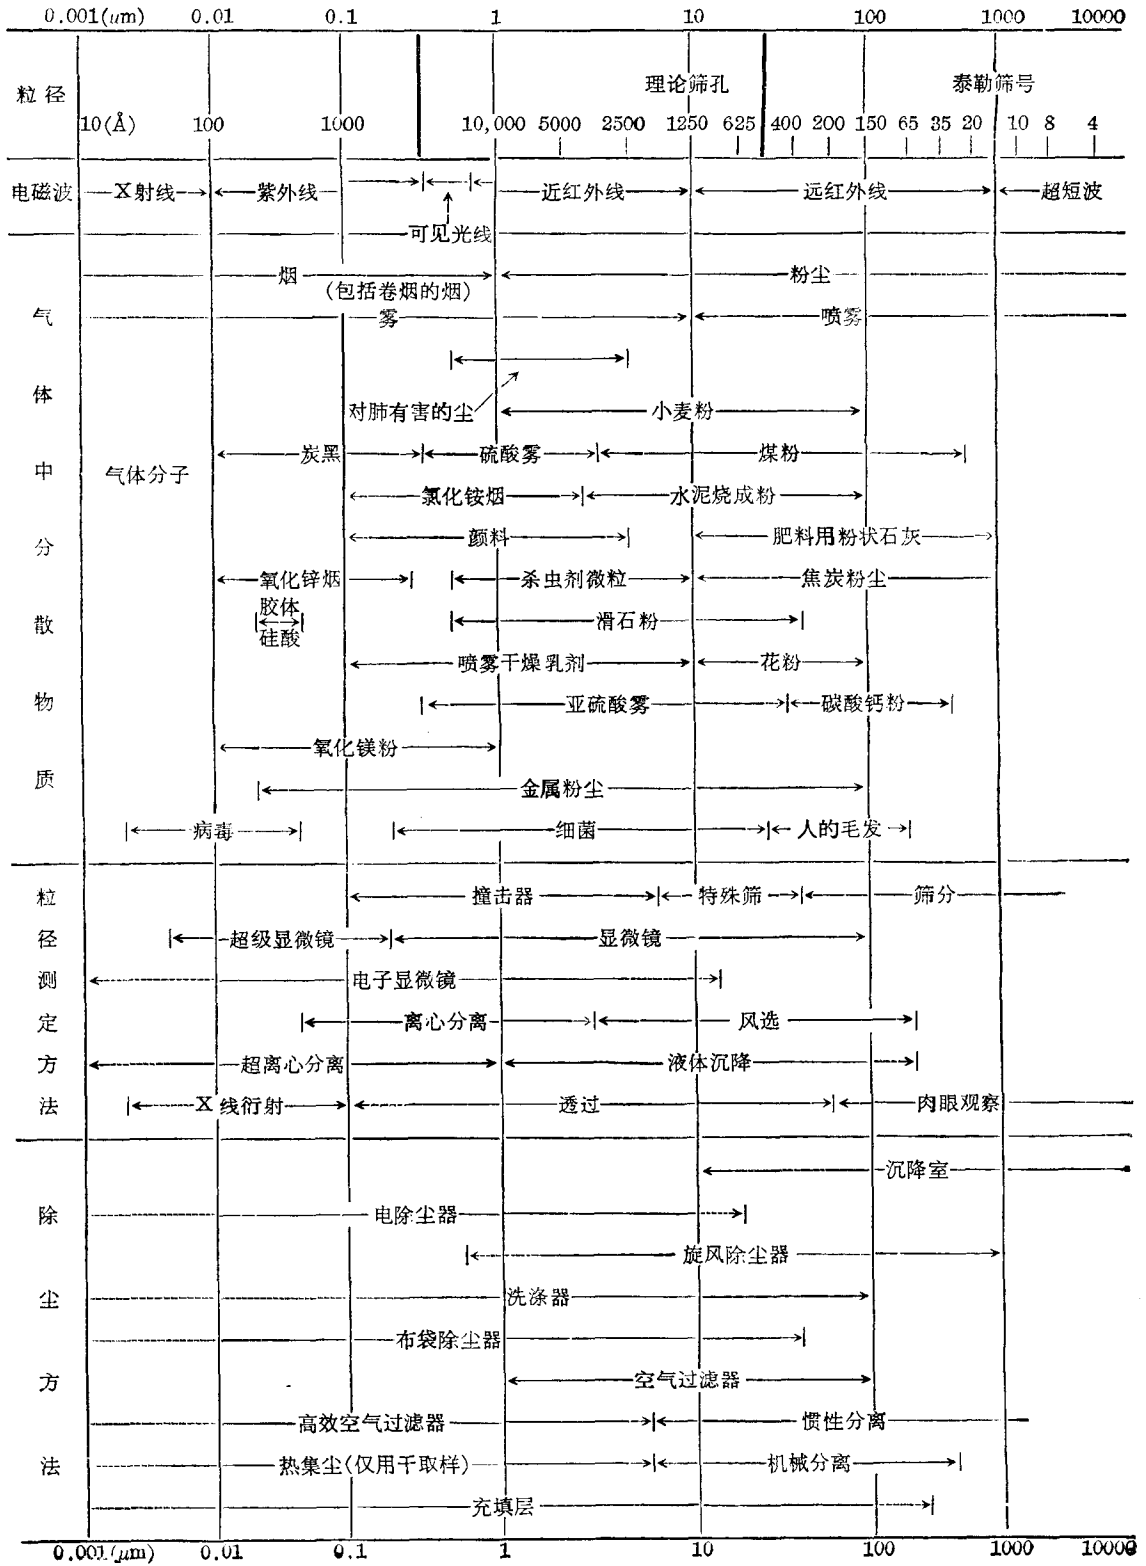 0.001(μm) 0.01 0.1 1 10 100 1000 10000
理论筛孔 泰勒筛号
粒径
10(Å) 100 1000 10,000 5000 2500 1250 625 400 200 150 65 35 20 10 8 4
电磁波 X射线 紫外线 近红外线 远红外线 超短波
可见光线
烟 粉尘
(包括卷烟的烟)
气 雾 喷雾
体 对肺有害的尘 小麦粉
炭黑 硫酸雾 煤粉
中 气体分子
氯化铵烟 水泥烧成粉
分 颜料 肥料用粉状石灰
氧化锌烟 杀虫剂微粒 焦炭粉尘
胶体
散 滑石粉
硅酸
喷雾干燥乳剂 花粉
物 亚硫酸雾 碳酸钙粉
氧化镁粉
质 金属粉尘
病毒 细菌 人的毛发
粒 撞击器 特殊筛 筛分
径 超级显微镜 显微镜
测 电子显微镜
定 离心分离 风选
方 超离心分离 液体沉降
法 X线衍射 透过 肉眼观察
沉降室
除 电除尘器
旋风除尘器
尘 洗涤器
布袋除尘器
方 空气过滤器
高效空气过滤器 惯性分离
法 热集尘(仅用于取样) 机械分离
充填层
0.001(μm) 0.01 0.1 1 10 100 1000 10000